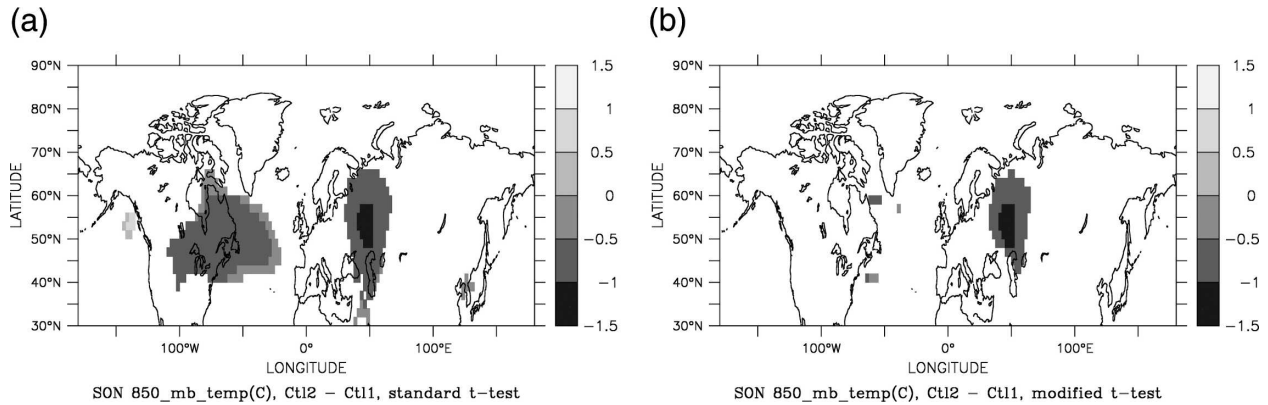 (a)
90°N
80°N
70°N
60°N
50°N
40°N
30°N
LATITUDE
100°W 0° 100°E
LONGITUDE
1.5
1
0.5
0
−0.5
−1
−1.5
SON 850_mb_temp(C), Ctl2 − Ctl1, standard t−test
(b)
90°N
80°N
70°N
60°N
50°N
40°N
30°N
LATITUDE
100°W 0° 100°E
LONGITUDE
1.5
1
0.5
0
−0.5
−1
−1.5
SON 850_mb_temp(C), Ctl2 − Ctl1, modified t−test